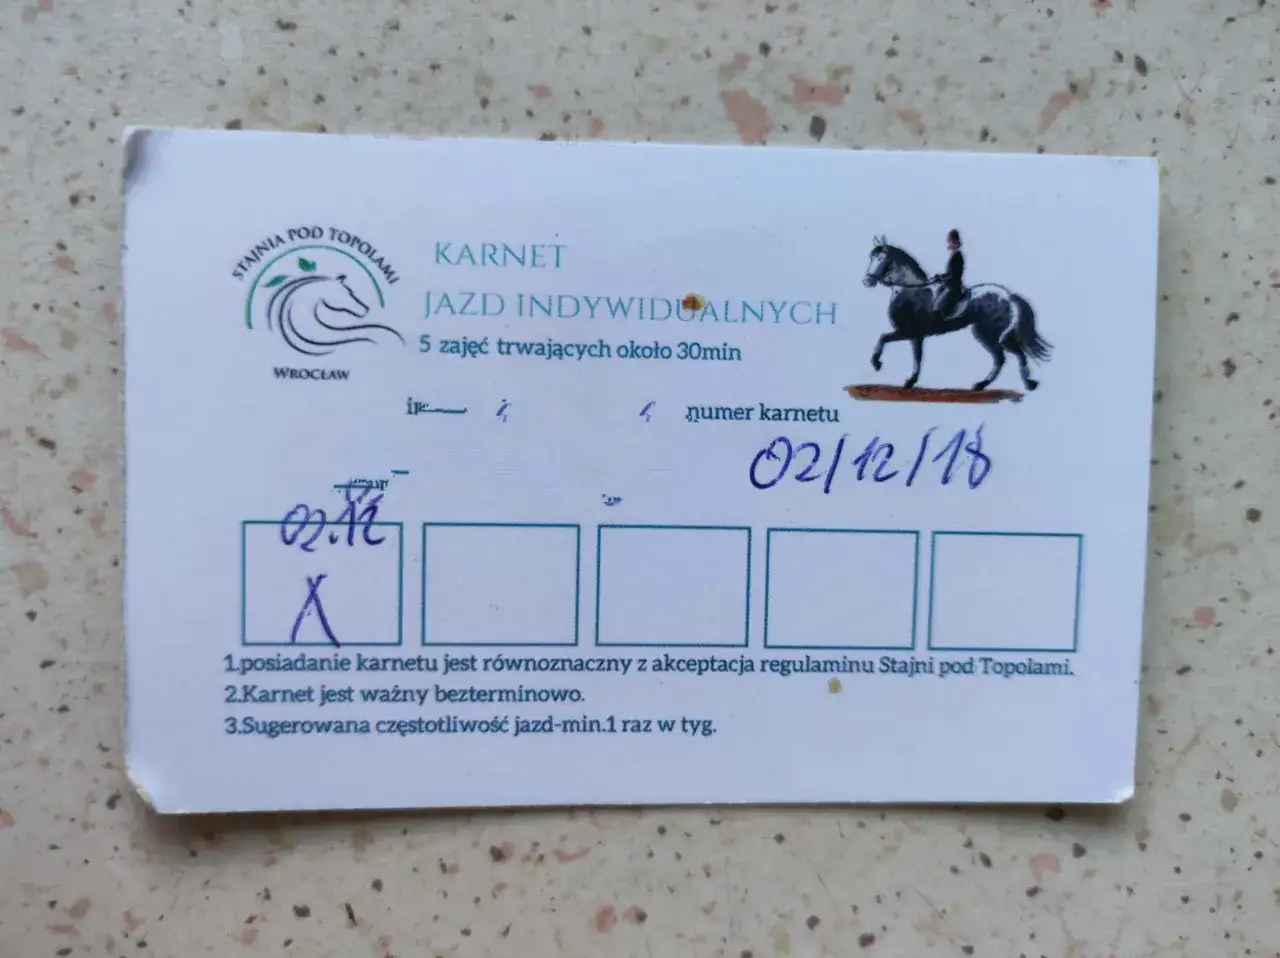 STAJNIA POD TOPOLAMI
WROCŁAW
KARNET
JAZD INDYWIDUALNYCH
5 zajęć trwających około 30min
numer karnetu
02/12/18
02.12
X
1.posiadanie karnetu jest równoznaczny z akceptacja regulaminu Stajni pod Topolami.
2.Karnet jest ważny bezterminowo.
3.Sugerowana częstotliwość jazd-min.1 raz w tyg.